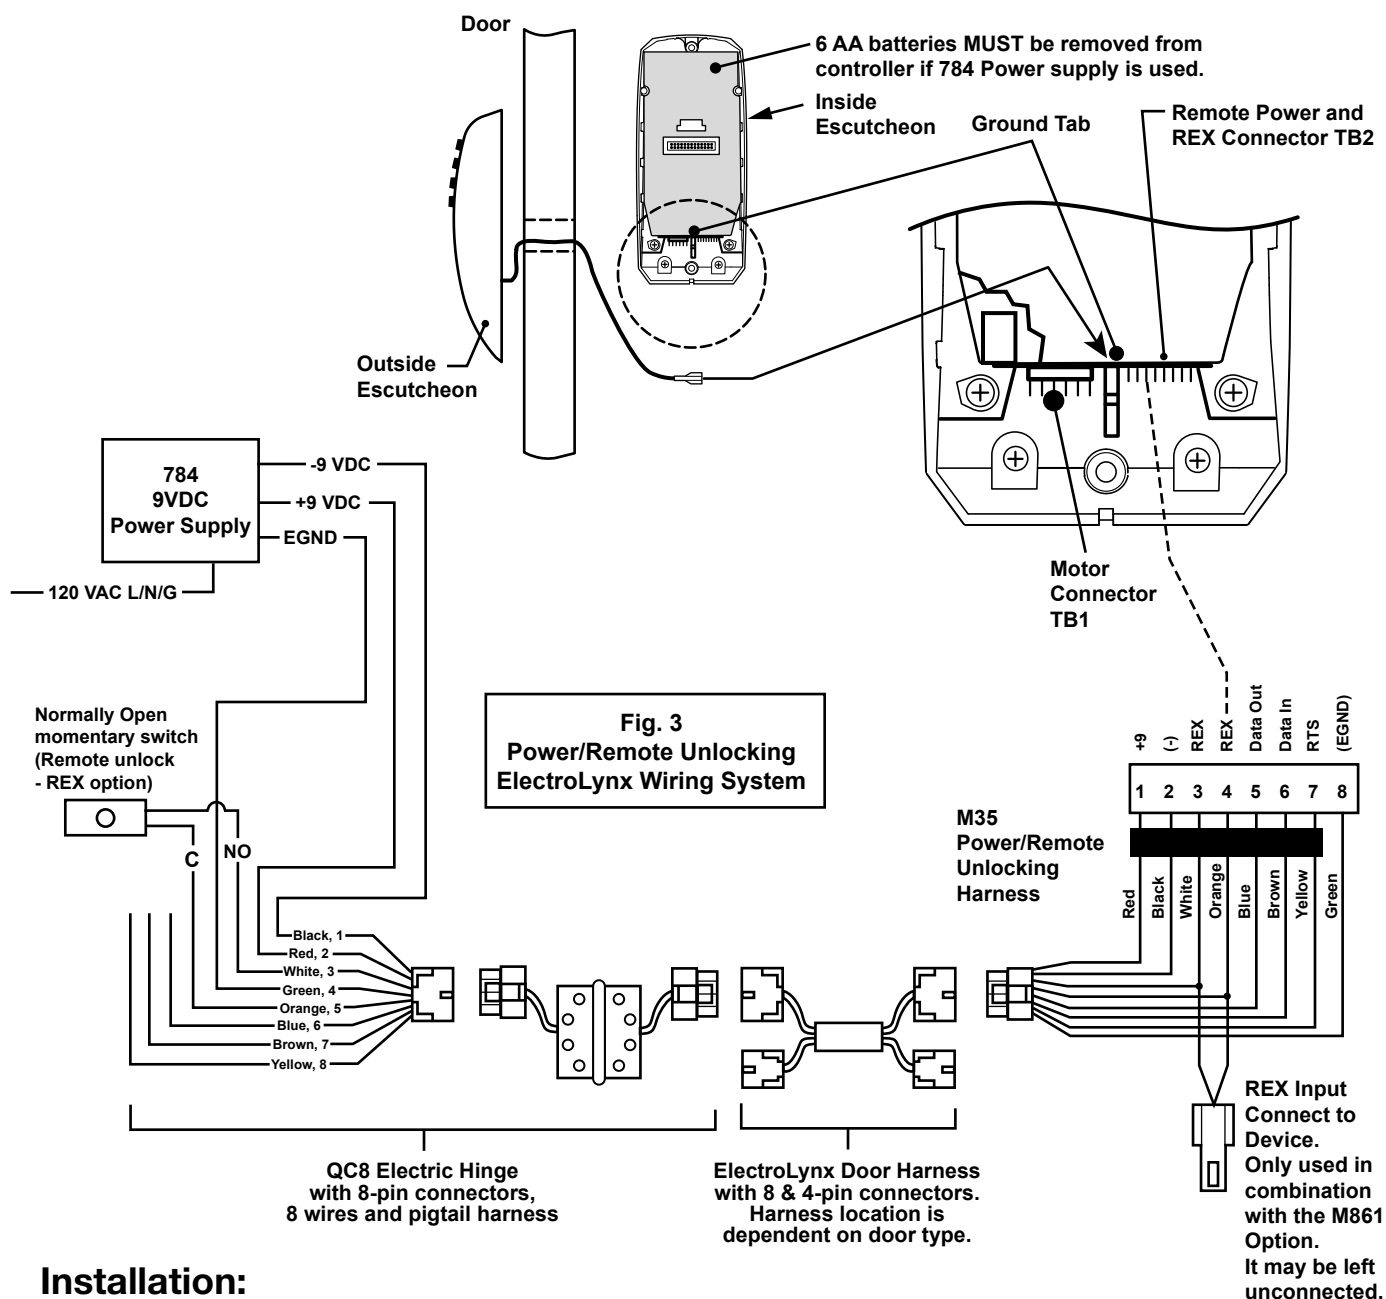 Door
6 AA batteries MUST be removed from
controller if 784 Power supply is used.
Inside
Escutcheon
Ground Tab
Remote Power and
REX Connector TB2
Outside
Escutcheon
784
9VDC
Power Supply
-9 VDC
+9 VDC
EGND
120 VAC L/N/G
Motor
Connector
TB1
Normally Open
momentary switch
(Remote unlock
- REX option)
C
NO
Fig. 3
Power/Remote Unlocking
ElectroLynx Wiring System
+9
(-)
REX
REX
Data Out
Data In
RTS
(EGND)
1 2 3 4 5 6 7 8
M35
Power/Remote
Unlocking
Harness
Red
Black
White
Orange
Blue
Brown
Yellow
Green
Black, 1
Red, 2
White, 3
Green, 4
Orange, 5
Blue, 6
Brown, 7
Yellow, 8
QC8 Electric Hinge
with 8-pin connectors,
8 wires and pigtail harness
ElectroLynx Door Harness
with 8 & 4-pin connectors.
Harness location is
dependent on door type.
REX Input
Connect to
Device.
Only used in
combination
with the M861
Option.
It may be left
unconnected.
Installation: